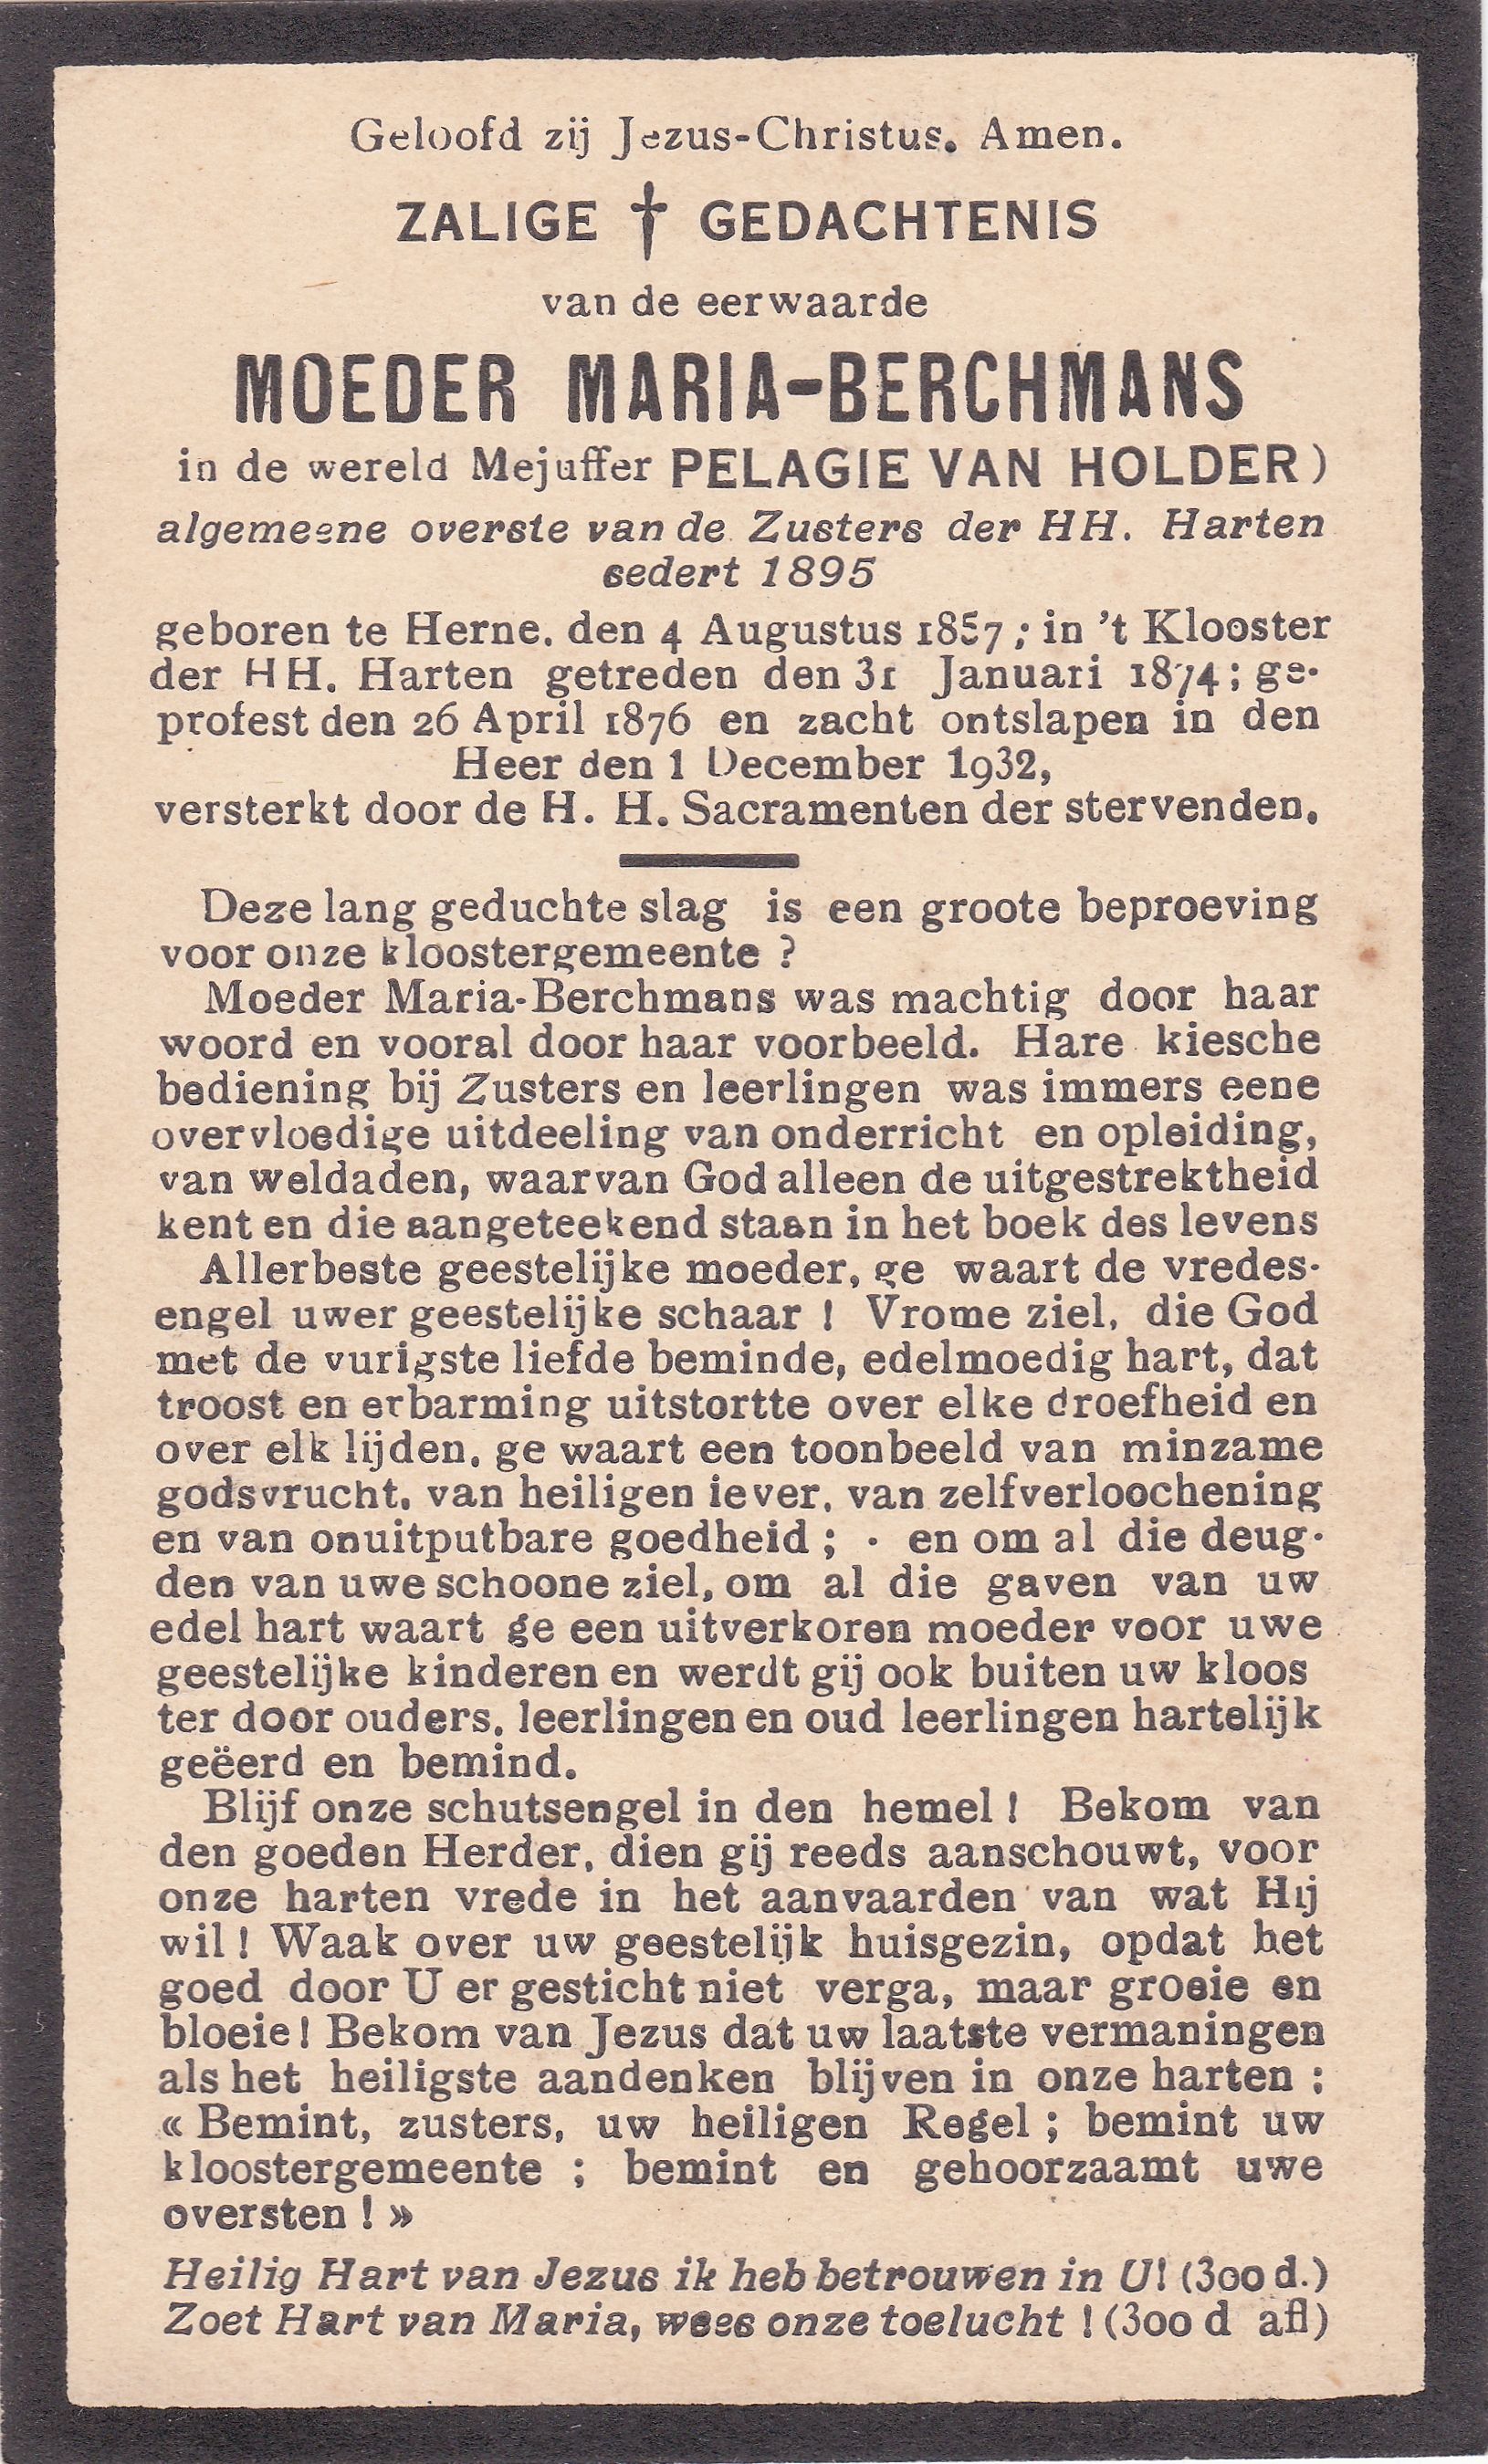 Geloofd zij Jezus-Christus. Amen.
ZALIGE † GEDACHTENIS
van de eerwaarde
MOEDER MARIA-BERCHMANS
in de wereld Mejuffer PELAGIE VAN HOLDER)
algemeene overste van de Zusters der HH. Harten
sedert 1895
geboren te Herne, den 4 Augustus 1857; in 't Klooster
der HH. Harten getreden den 31 Januari 1874; ge-
profest den 26 April 1876 en zacht ontslapen in den
Heer den 1 December 1932,
versterkt door de H. H. Sacramenten der stervenden.
Deze lang geduchte slag is een groote beproeving
voor onze kloostergemeente ?
Moeder Maria-Berchmans was machtig door haar
woord en vooral door haar voorbeeld. Hare kiesche
bediening bij Zusters en leerlingen was immers eene
overvloedige uitdeeling van onderricht en opleiding,
van weldaden, waarvan God alleen de uitgestrektheid
kent en die aangeteekend staan in het boek des levens
Allerbeste geestelijke moeder, ge waart de vredes-
engel uwer geestelijke schaar ! Vrome ziel, die God
met de vurigste liefde beminde, edelmoedig hart, dat
troost en erbarming uitstortte over elke droefheid en
over elk lijden, ge waart een toonbeeld van minzame
godsvrucht, van heiligen iever, van zelfverloochening
en van onuitputbare goedheid ; · en om al die deug-
den van uwe schoone ziel, om al die gaven van uw
edel hart waart ge een uitverkoren moeder voor uwe
geestelijke kinderen en werdt gij ook buiten uw kloos
ter door ouders, leerlingen en oud leerlingen hartelijk
geëerd en bemind.
Blijf onze schutsengel in den hemel ! Bekom van
den goeden Herder, dien gij reeds aanschouwt, voor
onze harten vrede in het aanvaarden van wat Hij
wil ! Waak over uw geestelijk huisgezin, opdat het
goed door U er gesticht niet verga, maar groeie en
bloeie ! Bekom van Jezus dat uw laatste vermaningen
als het heiligste aandenken blijven in onze harten :
« Bemint, zusters, uw heiligen Regel ; bemint uw
kloostergemeente ; bemint en gehoorzaamt uwe
oversten ! »
Heilig Hart van Jezus ik heb betrouwen in U! (300 d.)
Zoet Hart van Maria, wees onze toelucht ! (300 d afl)